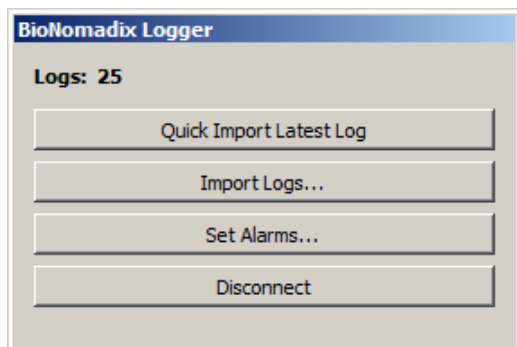 BioNomadix Logger
Logs: 25
Quick Import Latest Log
Import Logs...
Set Alarms...
Disconnect